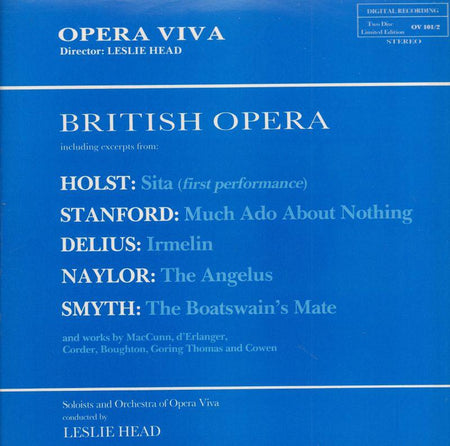 OPERA VIVA
Director: LESLIE HEAD
DIGITAL RECORDING
Two Disc
Limited Edition
OV 101/2
STEREO
BRITISH OPERA
including excerpts from:
HOLST: Sita (first performance)
STANFORD: Much Ado About Nothing
DELIUS: Irmelin
NAYLOR: The Angelus
SMYTH: The Boatswain's Mate
and works by MacCunn, d'Erlanger,
Corder, Boughton, Goring Thomas and Cowen
Soloists and Orchestra of Opera Viva
conducted by
LESLIE HEAD